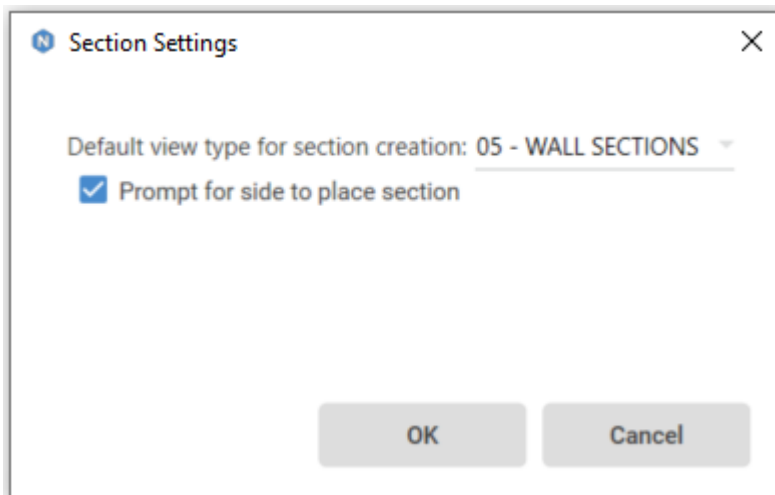 Section Settings
Default view type for section creation: 05 - WALL SECTIONS
Prompt for side to place section
OK Cancel